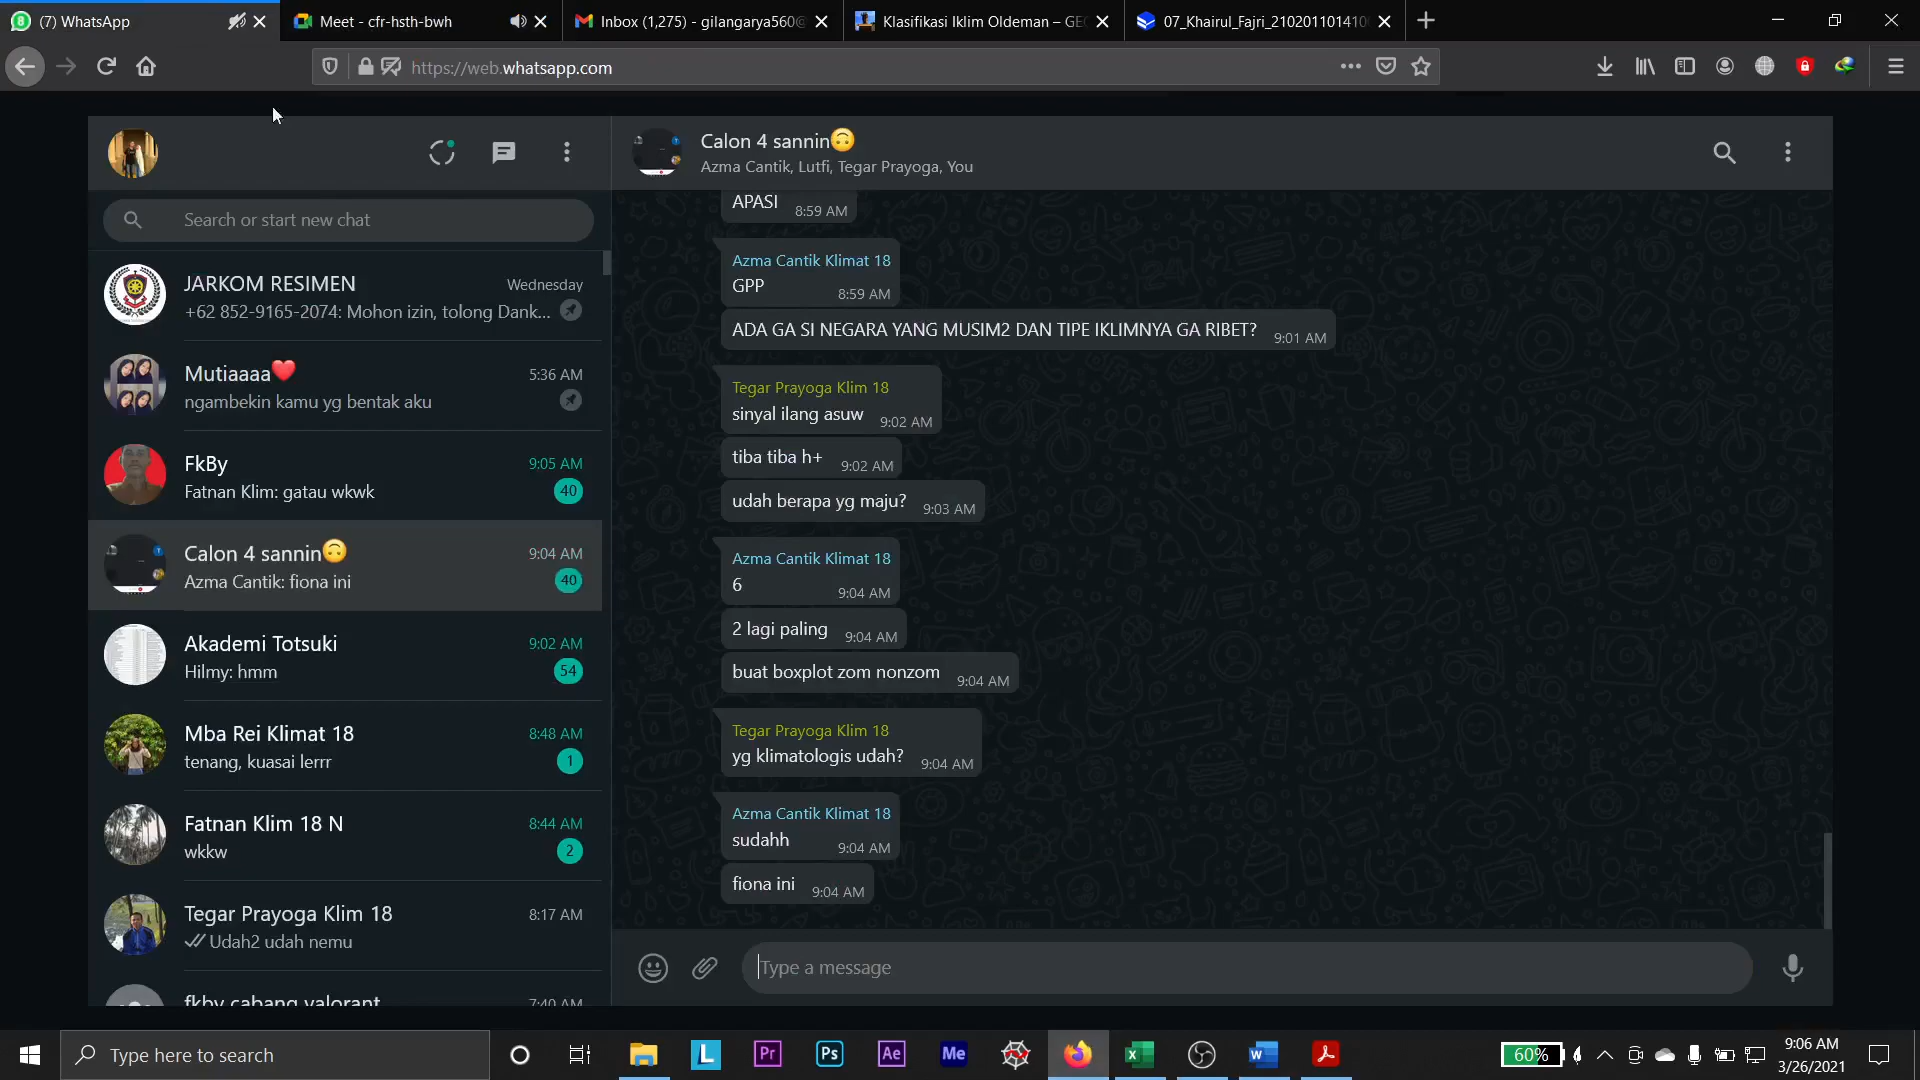 (7) WhatsApp
Meet - cfr-hsth-bwh
Inbox (1,275) - gilangarya560@
Klasifikasi Iklim Oldeman – GEO
07_Khairul_Fajri_2102011014108
https://web.whatsapp.com
Calon 4 sannin🙃
Azma Cantik, Lutfi, Tegar Prayoga, You
Search or start new chat
JARKOM RESIMEN
Wednesday
+62 852-9165-2074: Mohon izin, tolong Dank...
Mutiaaaa❤️
5:36 AM
ngambekin kamu yg bentak aku
FkBy
9:05 AM
Fatnan Klim: gatau wkwk
40
Calon 4 sannin🙃
9:04 AM
Azma Cantik: fiona ini
40
Akademi Totsuki
9:02 AM
Hilmy: hmm
54
Mba Rei Klimat 18
8:48 AM
tenang, kuasai lerrr
1
Fatnan Klim 18 N
8:44 AM
wkkw
2
Tegar Prayoga Klim 18
8:17 AM
Udah2 udah nemu
fkby cabang valorant
7:40 AM
APASI
8:59 AM
Azma Cantik Klimat 18
GPP
8:59 AM
ADA GA SI NEGARA YANG MUSIM2 DAN TIPE IKLIMNYA GA RIBET?
9:01 AM
Tegar Prayoga Klim 18
sinyal ilang asuw
9:02 AM
tiba tiba h+
9:02 AM
udah berapa yg maju?
9:03 AM
Azma Cantik Klimat 18
6
9:04 AM
2 lagi paling
9:04 AM
buat boxplot zom nonzom
9:04 AM
Tegar Prayoga Klim 18
yg klimatologis udah?
9:04 AM
Azma Cantik Klimat 18
sudahh
9:04 AM
fiona ini
9:04 AM
Type a message
Type here to search
L
Pr
Ps
Ae
Me
60%
9:06 AM
3/26/2021